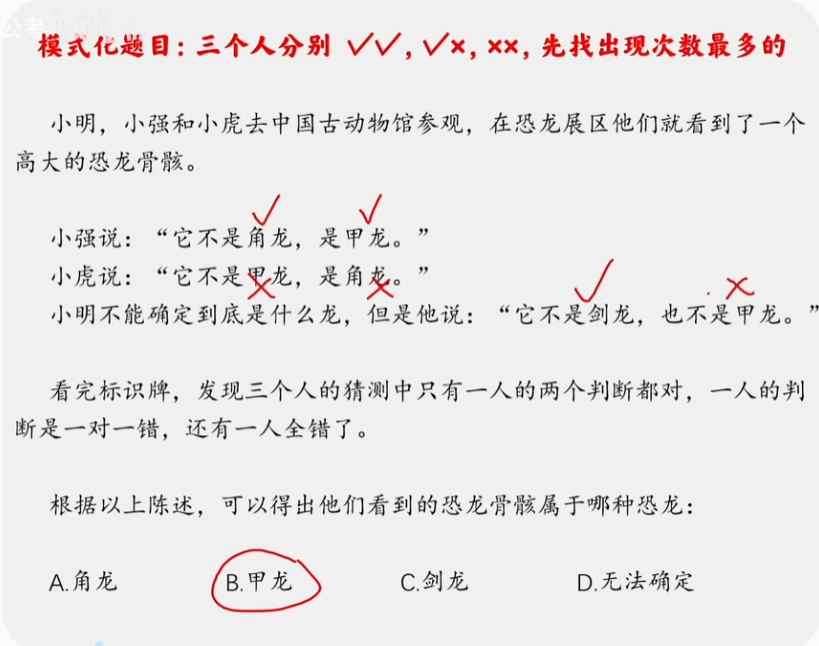 公考
模式化题目：三个人分别 ✓✓，✓×，××，先找出现次数最多的
小明，小强和小虎去中国古动物馆参观，在恐龙展区他们就看到了一个
高大的恐龙骨骸。
小强说：“它不是角龙，是甲龙。”
小虎说：“它不是甲龙，是角龙。”
小明不能确定到底是什么龙，但是他说：“它不是剑龙，也不是甲龙。”
看完标识牌，发现三个人的猜测中只有一人的两个判断都对，一人的判
断是一对一错，还有一人全错了。
根据以上陈述，可以得出他们看到的恐龙骨骸属于哪种恐龙：
A.角龙 B.甲龙 C.剑龙 D.无法确定